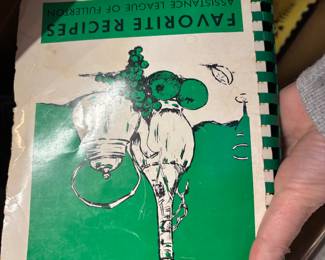 FAVORITE RECIPES
ASSISTANCE LEAGUE OF FULLERTON